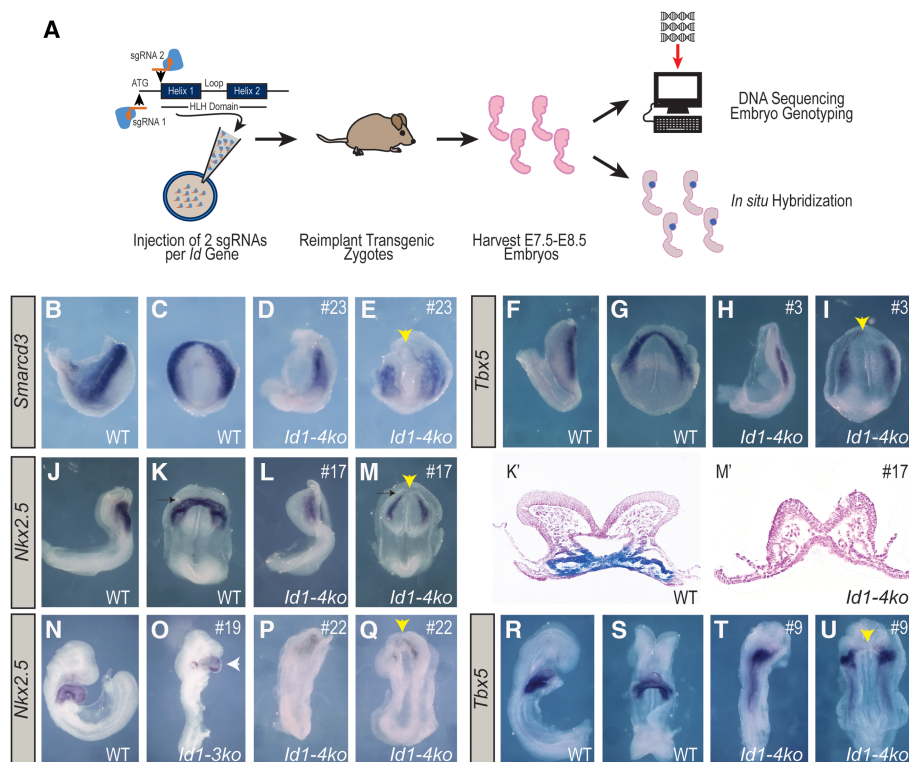 A
sgRNA 2
ATG
Helix 1
Loop
Helix 2
HLH Domain
sgRNA 1
Injection of 2 sgRNAs
per Id Gene
Reimplant Transgenic
Zygotes
Harvest E7.5-E8.5
Embryos
DNA Sequencing
Embryo Genotyping
In situ Hybridization
Smarcd3
B
WT
C
WT
D
#23
Id1-4ko
E
#23
Id1-4ko
Tbx5
F
WT
G
WT
H
#3
Id1-4ko
I
#3
Id1-4ko
Nkx2.5
J
WT
K
WT
L
#17
Id1-4ko
M
#17
Id1-4ko
K'
WT
M'
#17
Id1-4ko
Nkx2.5
N
WT
O
#19
Id1-3ko
P
#22
Id1-4ko
Q
#22
Id1-4ko
Tbx5
R
WT
S
WT
T
#9
Id1-4ko
U
#9
Id1-4ko